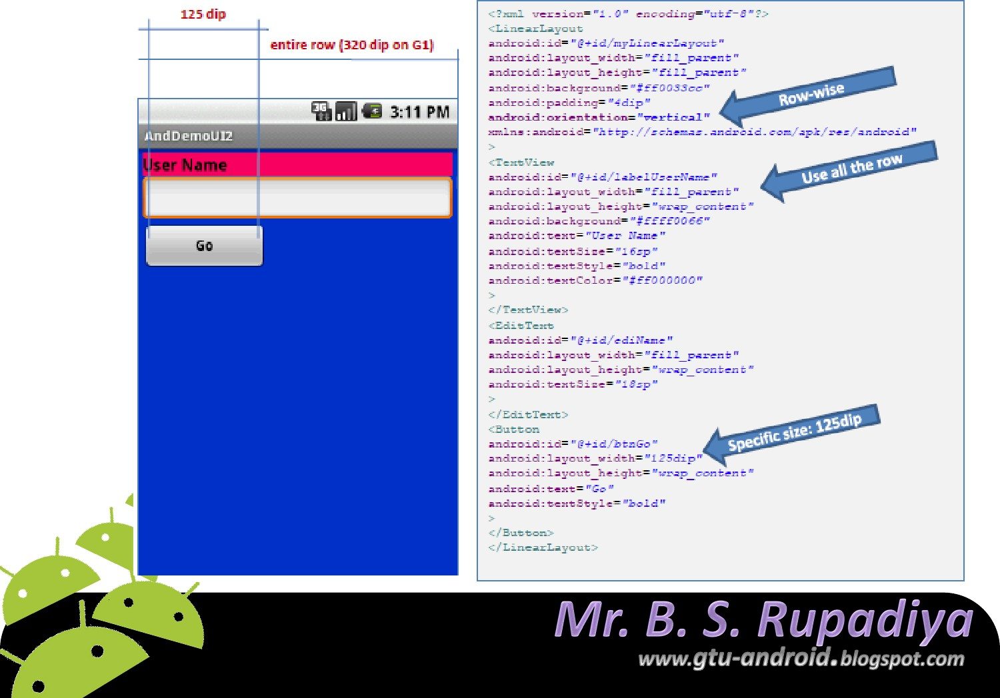 125 dip
entire row (320 dip on G1)
3G
3:11 PM
AndDemoUI2
User Name
Go
<?xml version="1.0" encoding="utf-8"?>
<LinearLayout
android:id="@+id/myLinearLayout"
android:layout_width="fill_parent"
android:layout_height="fill_parent"
android:background="#ff0033cc"
android:padding="4dip"
android:orientation="vertical"
xmlns:android="http://schemas.android.com/apk/res/android"
>
<TextView
android:id="@+id/labelUserName"
android:layout_width="fill_parent"
android:layout_height="wrap_content"
android:background="#ffff0066"
android:text="User Name"
android:textSize="16sp"
android:textStyle="bold"
android:textColor="#ff000000"
>
</TextView>
<EditText
android:id="@+id/ediName"
android:layout_width="fill_parent"
android:layout_height="wrap_content"
android:textSize="18sp"
>
</EditText>
<Button
android:id="@+id/btnGo"
android:layout_width="125dip"
android:layout_height="wrap_content"
android:text="Go"
android:textStyle="bold"
>
</Button>
</LinearLayout>
Row-wise
Use all the row
Specific size: 125dip
Mr. B. S. Rupadiya
www.gtu-android.blogspot.com